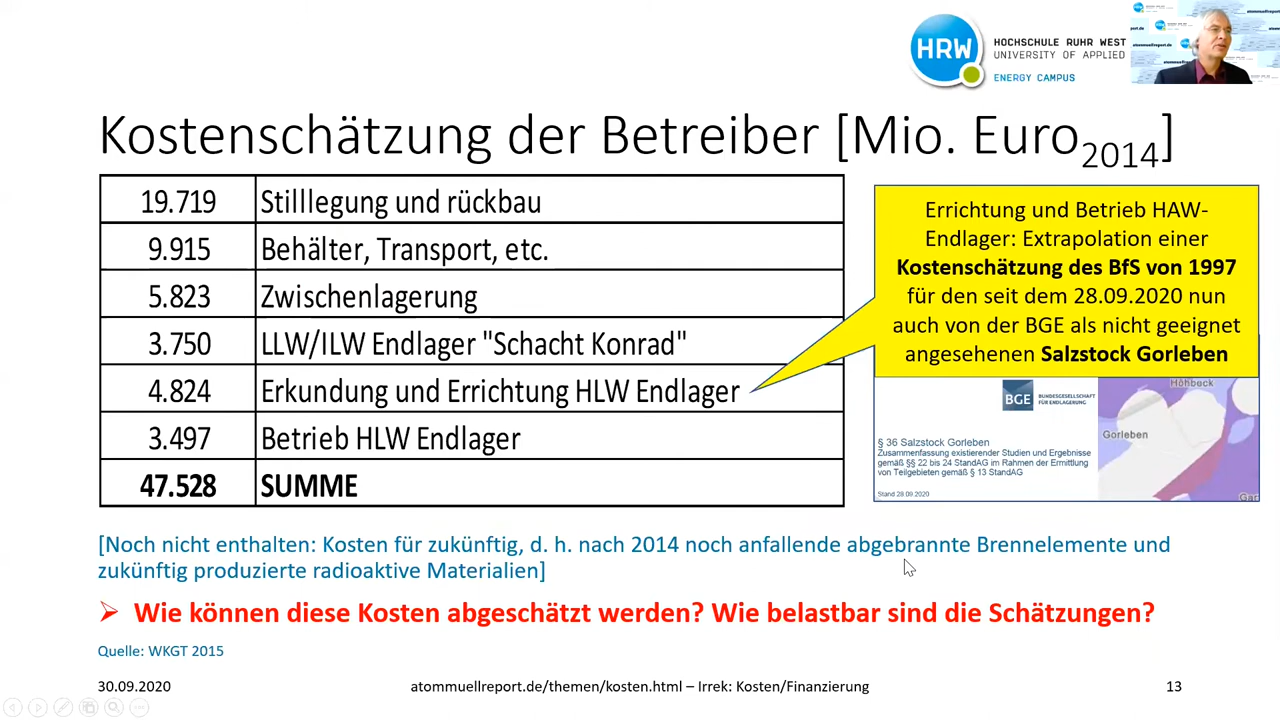 HRW
HOCHSCHULE RUHR WEST
UNIVERSITY OF APPLIED
ENERGY CAMPUS
atommuellreport.de
Kostenschätzung der Betreiber [Mio. Euro2014]
19.719 Stilllegung und rückbau
9.915 Behälter, Transport, etc.
5.823 Zwischenlagerung
3.750 LLW/ILW Endlager "Schacht Konrad"
4.824 Erkundung und Errichtung HLW Endlager
3.497 Betrieb HLW Endlager
47.528 SUMME
Errichtung und Betrieb HAW-
Endlager: Extrapolation einer
Kostenschätzung des BfS von 1997
für den seit dem 28.09.2020 nun
auch von der BGE als nicht geeignet
angesehenen Salzstock Gorleben
BGE
BUNDESGESELLSCHAFT
FÜR ENDLAGERUNG
Höhbeck
Gorleben
§ 36 Salzstock Gorleben
Zusammenfassung existierender Studien und Ergebnisse
gemäß §§ 22 bis 24 StandAG im Rahmen der Ermittlung
von Teilgebieten gemäß § 13 StandAG
Stand 28.09.2020
Gar
[Noch nicht enthalten: Kosten für zukünftig, d. h. nach 2014 noch anfallende abgebrannte Brennelemente und
zukünftig produzierte radioaktive Materialien]
➢ Wie können diese Kosten abgeschätzt werden? Wie belastbar sind die Schätzungen?
Quelle: WKGT 2015
30.09.2020 atommuellreport.de/themen/kosten.html – Irrek: Kosten/Finanzierung 13